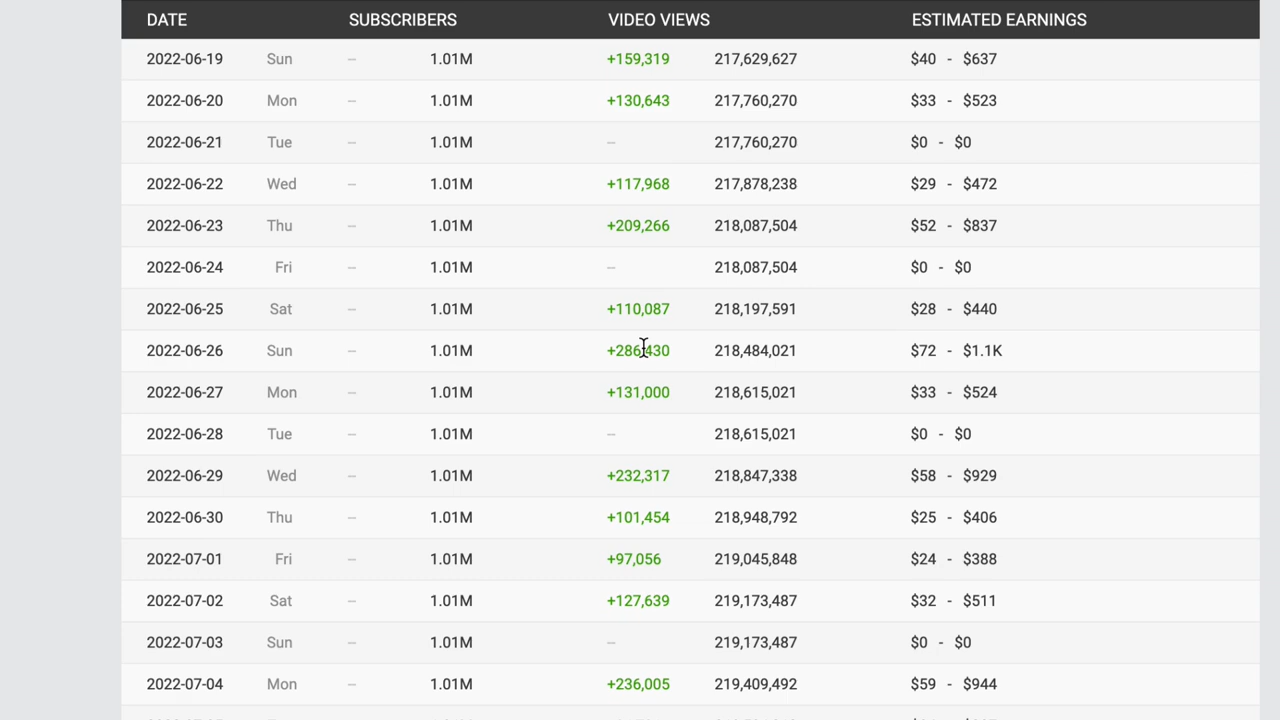 DATE SUBSCRIBERS VIDEO VIEWS ESTIMATED EARNINGS
2022-06-19 Sun -- 1.01M +159,319 217,629,627 $40 - $637
2022-06-20 Mon -- 1.01M +130,643 217,760,270 $33 - $523
2022-06-21 Tue -- 1.01M -- 217,760,270 $0 - $0
2022-06-22 Wed -- 1.01M +117,968 217,878,238 $29 - $472
2022-06-23 Thu -- 1.01M +209,266 218,087,504 $52 - $837
2022-06-24 Fri -- 1.01M -- 218,087,504 $0 - $0
2022-06-25 Sat -- 1.01M +110,087 218,197,591 $28 - $440
2022-06-26 Sun -- 1.01M +286,430 218,484,021 $72 - $1.1K
2022-06-27 Mon -- 1.01M +131,000 218,615,021 $33 - $524
2022-06-28 Tue -- 1.01M -- 218,615,021 $0 - $0
2022-06-29 Wed -- 1.01M +232,317 218,847,338 $58 - $929
2022-06-30 Thu -- 1.01M +101,454 218,948,792 $25 - $406
2022-07-01 Fri -- 1.01M +97,056 219,045,848 $24 - $388
2022-07-02 Sat -- 1.01M +127,639 219,173,487 $32 - $511
2022-07-03 Sun -- 1.01M -- 219,173,487 $0 - $0
2022-07-04 Mon -- 1.01M +236,005 219,409,492 $59 - $944